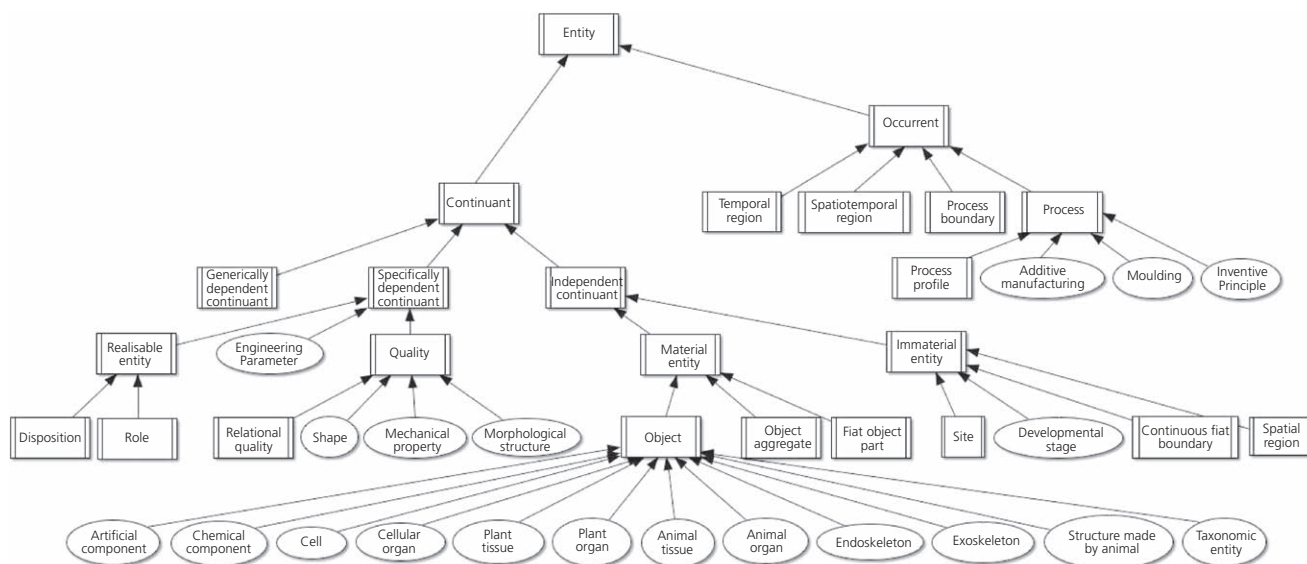 Entity
Occurrent
Continuant
Temporal
region
Spatiotemporal
region
Process
boundary
Process
Generically
dependent
continuant
Specifically
dependent
continuant
Independent
continuant
Process
profile
Additive
manufacturing
Moulding
Inventive
Principle
Realisable
entity
Engineering
Parameter
Quality
Material
entity
Immaterial
entity
Disposition
Role
Relational
quality
Shape
Mechanical
property
Morphological
structure
Object
Object
aggregate
Fiat object
part
Site
Developmental
stage
Continuous fiat
boundary
Spatial
region
Artificial
component
Chemical
component
Cell
Cellular
organ
Plant
tissue
Plant
organ
Animal
tissue
Animal
organ
Endoskeleton
Exoskeleton
Structure made
by animal
Taxonomic
entity